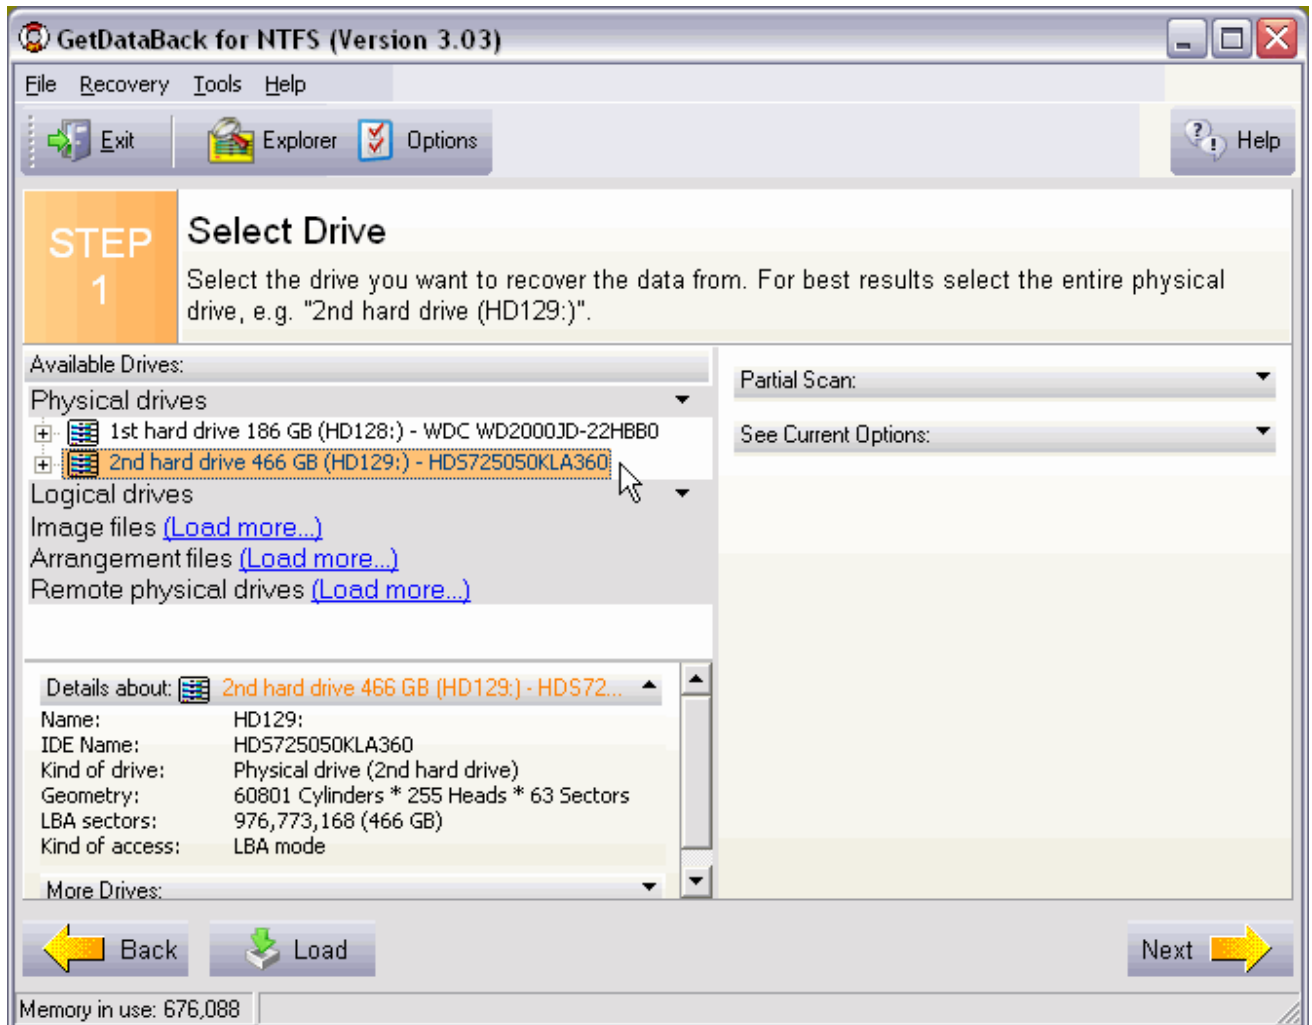 GetDataBack for NTFS (Version 3.03)
File Recovery Tools Help
Exit Explorer Options Help
STEP 1
Select Drive
Select the drive you want to recover the data from. For best results select the entire physical
drive, e.g. "2nd hard drive (HD129:)".
Available Drives:
Physical drives
1st hard drive 186 GB (HD128:) - WDC WD2000JD-22HBB0
2nd hard drive 466 GB (HD129:) - HDS725050KLA360
Logical drives
Image files (Load more...)
Arrangement files (Load more...)
Remote physical drives (Load more...)
Partial Scan:
See Current Options:
Details about: 2nd hard drive 466 GB (HD129:) - HDS72...
Name: HD129:
IDE Name: HDS725050KLA360
Kind of drive: Physical drive (2nd hard drive)
Geometry: 60801 Cylinders * 255 Heads * 63 Sectors
LBA sectors: 976,773,168 (466 GB)
Kind of access: LBA mode
More Drives:
Back Load Next
Memory in use: 676,088